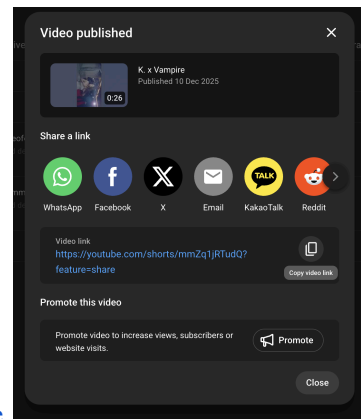 Video published
K. x Vampire
Published 10 Dec 2025
0:26
Share a link
TALK
WhatsApp
Facebook
X
Email
KakaoTalk
Reddit
Video link
https://youtube.com/shorts/mmZq1jRTudQ?
feature=share
Copy video link
Promote this video
Promote video to increase views, subscribers or
website visits.
Promote
Close